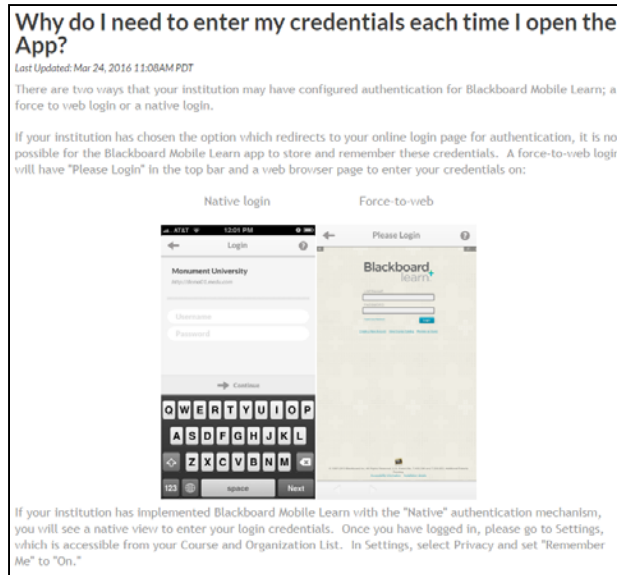 Why do I need to enter my credentials each time I open the
App?
Last Updated: Mar 24, 2016 11:08AM PDT
There are two ways that your institution may have configured authentication for Blackboard Mobile Learn; a
force to web login or a native login.
If your institution has chosen the option which redirects to your online login page for authentication, it is no
possible for the Blackboard Mobile Learn app to store and remember these credentials. A force-to-web login
will have "Please Login" in the top bar and a web browser page to enter your credentials on:
Native login Force-to-web
AT&T 12:01 PM
Login ?
Please Login ?
Monument University
Blackboard
learn
Username
Password
Continue
Q W E R T Y U I O P
A S D F G H J K L
Z X C V B N M
123 space Next
If your institution has implemented Blackboard Mobile Learn with the "Native" authentication mechanism,
you will see a native view to enter your login credentials. Once you have logged in, please go to Settings,
which is accessible from your Course and Organization List. In Settings, select Privacy and set "Remember
Me" to "On."